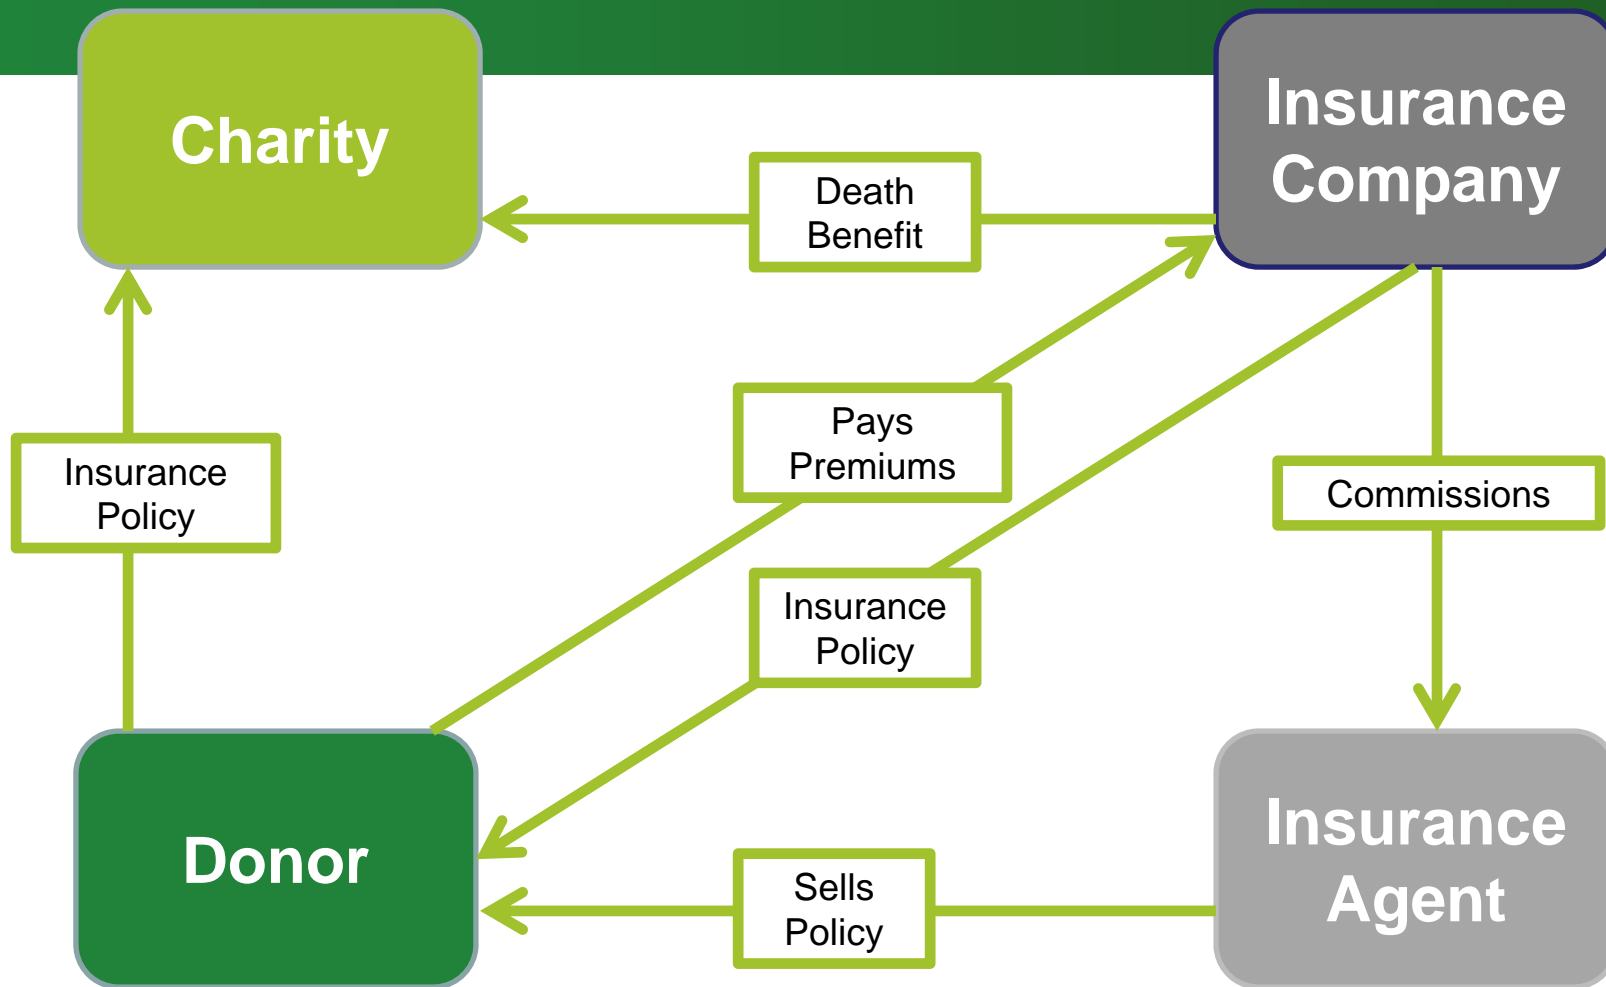 Charity
Insurance
Company
Death
Benefit
Pays
Premiums
Insurance
Policy
Commissions
Insurance
Policy
Donor
Sells
Policy
Insurance
Agent